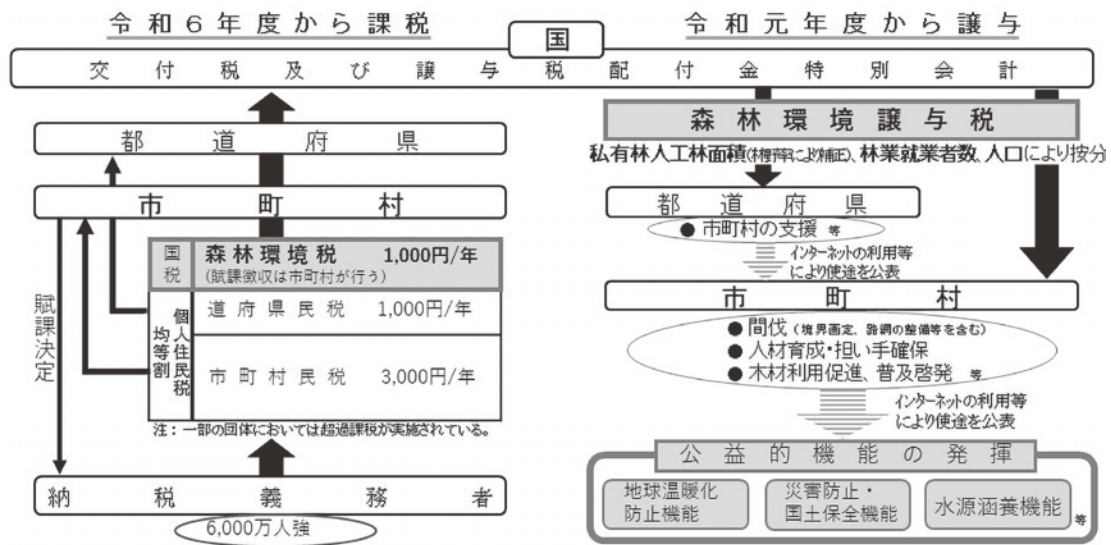 令和6年度から課税
国
令和元年度から譲与
交付税及び譲与税配付金特別会計
都道府県
市町村
賦課決定
国税
森林環境税 1,000円/年
(賦課徴収は市町村が行う)
個人住民税
均等割
道府県民税 1,000円/年
市町村民税 3,000円/年
注：一部の団体においては超過課税が実施されている。
納税義務者
6,000万人強
森林環境譲与税
私有林人工林面積(林野率により補正)、林業就業者数、人口により按分
都道府県
● 市町村の支援 等
インターネットの利用等
により使途を公表
市町村
● 間伐(境界画定、路網の整備等を含む)
● 人材育成・担い手確保
● 木材利用促進、普及啓発 等
インターネットの利用等
により使途を公表
公益的機能の発揮
地球温暖化
防止機能
災害防止・
国土保全機能
水源涵養機能
等